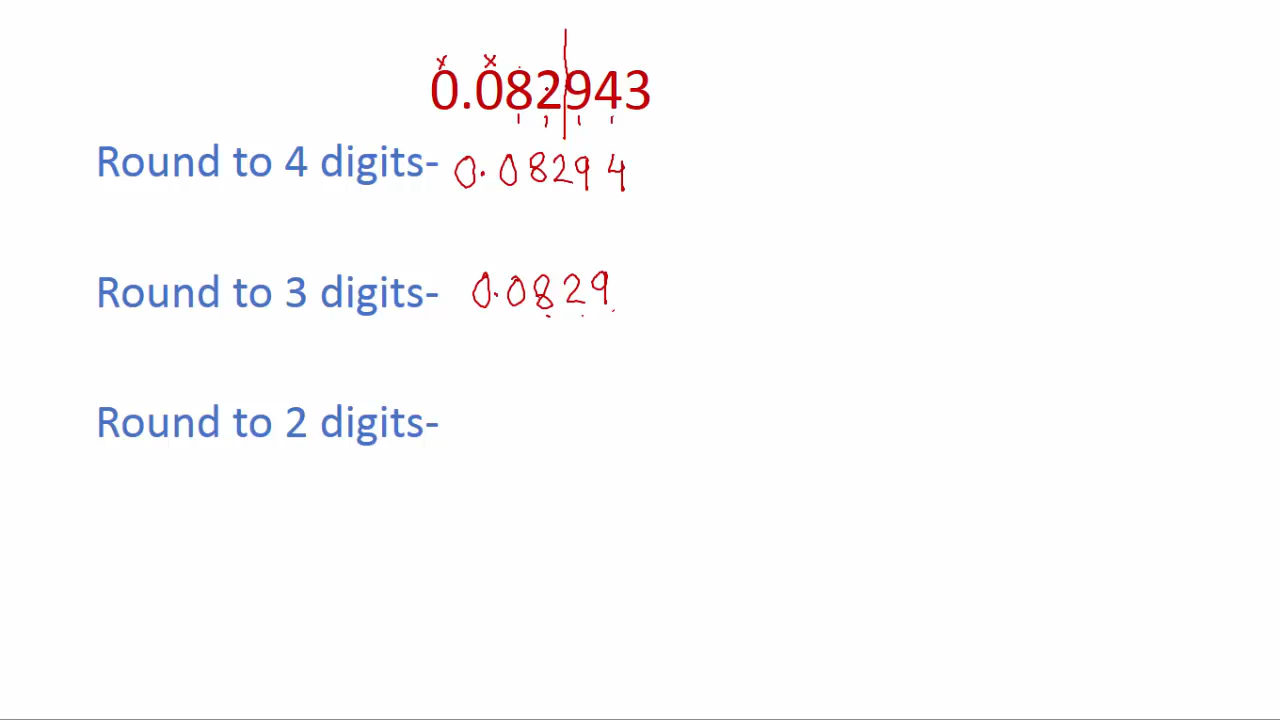 0.082943
Round to 4 digits- 0.08294
Round to 3 digits- 0.0829
Round to 2 digits-